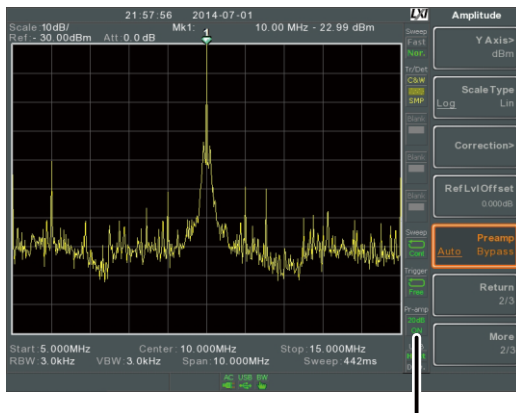 21:57:56 2014-07-01
LXI
Amplitude
Scale:10dB/
Mk1: 10.00 MHz - 22.99 dBm
Ref:- 30.00dBm Att:0.0 dB
1
Sweep
Fast
Nor.
Tr/Det
C&W
SMP
Blank
Blank
Blank
Sweep
Cont
Trigger
Free
Pr-amp
20dB
ON
Y Axis>
dBm
Scale Type
Log Lin
Correction>
RefLvlOffset
0.000dB
Preamp
Auto Bypass
Return
2/3
More
2/3
Start:5.000MHz Center:10.000MHz Stop:15.000MHz
RBW:3.0kHz VBW:3.0kHz Span:10.000MHz Sweep:442ms
AC USB BW